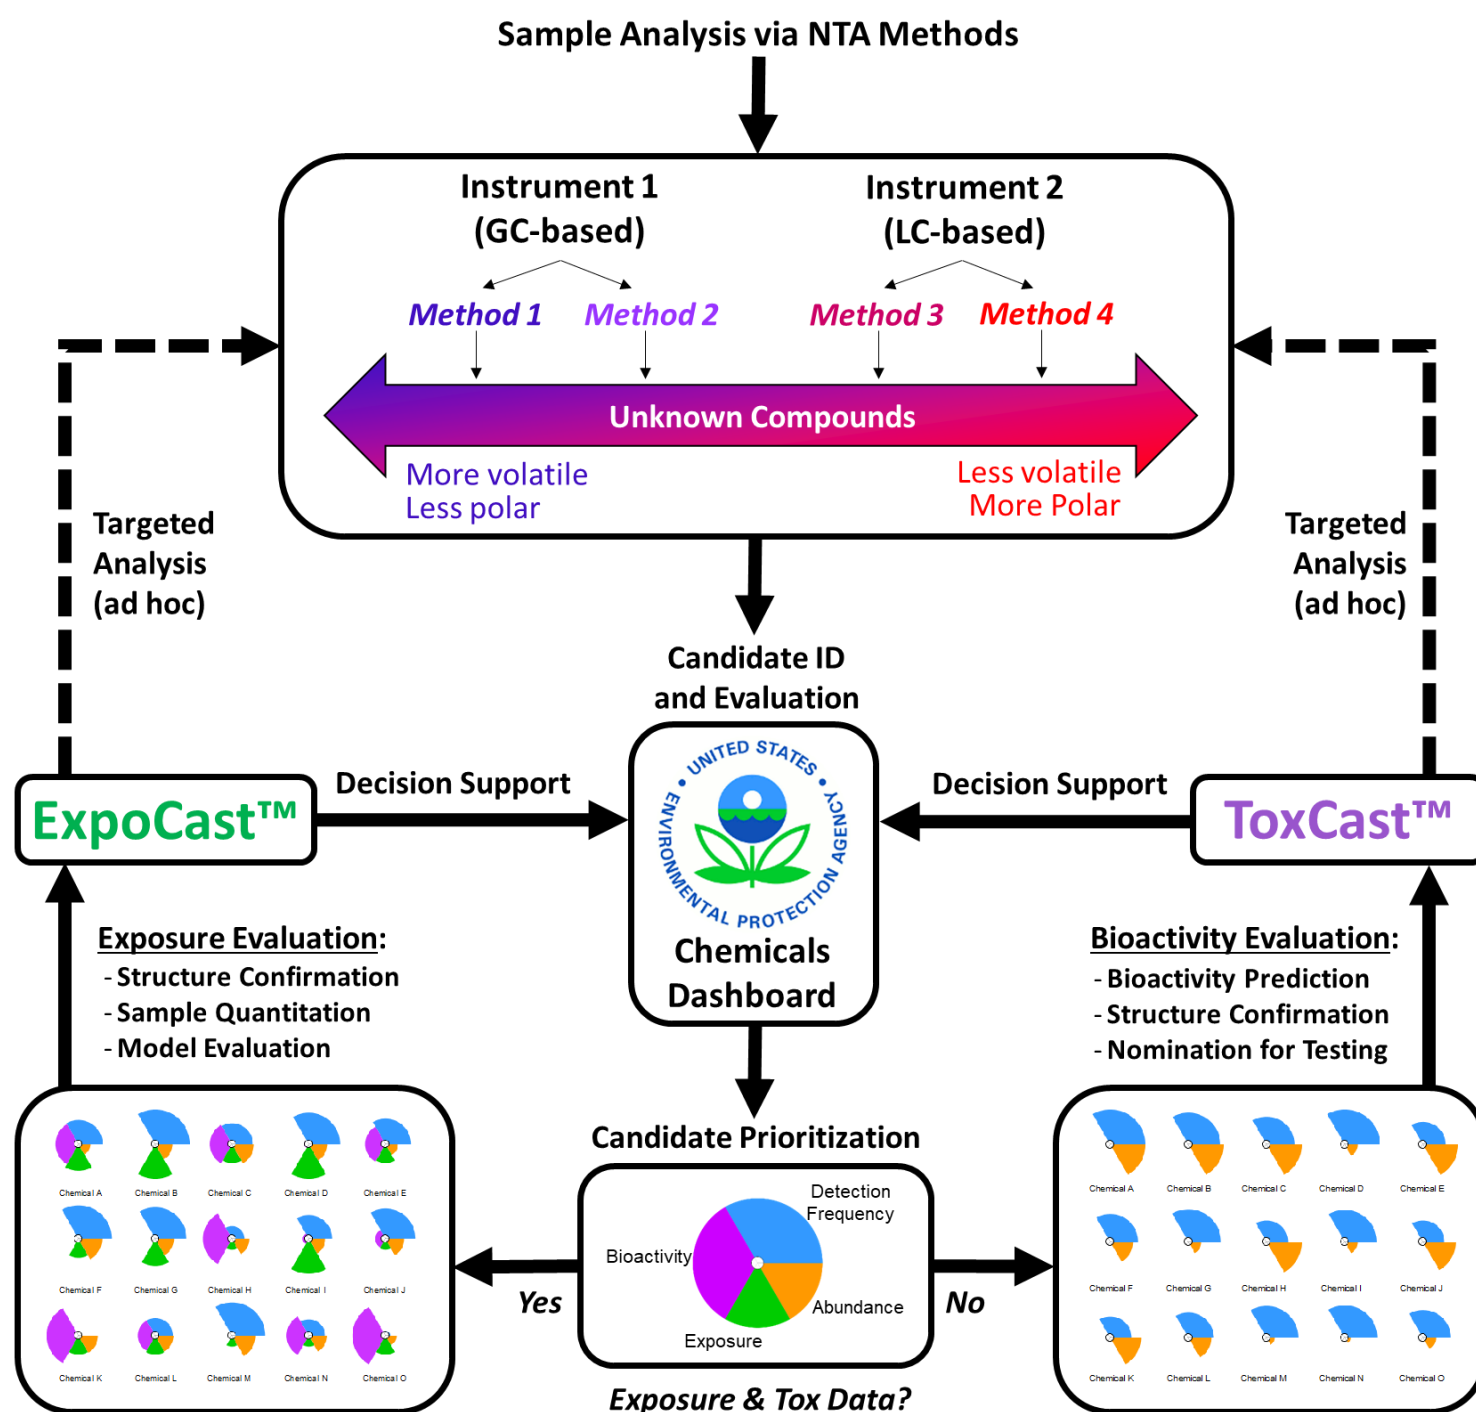 Sample Analysis via NTA Methods
Instrument 1
(GC-based)
Instrument 2
(LC-based)
Method 1
Method 2
Method 3
Method 4
Unknown Compounds
More volatile
Less polar
Less volatile
More Polar
Targeted
Analysis
(ad hoc)
Targeted
Analysis
(ad hoc)
Candidate ID
and Evaluation
ExpoCast™
Decision Support
UNITED STATES
ENVIRONMENTAL PROTECTION AGENCY
Chemicals
Dashboard
Decision Support
ToxCast™
Exposure Evaluation:
- Structure Confirmation
- Sample Quantitation
- Model Evaluation
Bioactivity Evaluation:
- Bioactivity Prediction
- Structure Confirmation
- Nomination for Testing
Chemical A
Chemical B
Chemical C
Chemical D
Chemical E
Chemical F
Chemical G
Chemical H
Chemical I
Chemical J
Chemical K
Chemical L
Chemical M
Chemical N
Chemical O
Candidate Prioritization
Detection
Frequency
Bioactivity
Abundance
Exposure
Yes
No
Exposure & Tox Data?
Chemical A
Chemical B
Chemical C
Chemical D
Chemical E
Chemical F
Chemical G
Chemical H
Chemical I
Chemical J
Chemical K
Chemical L
Chemical M
Chemical N
Chemical O